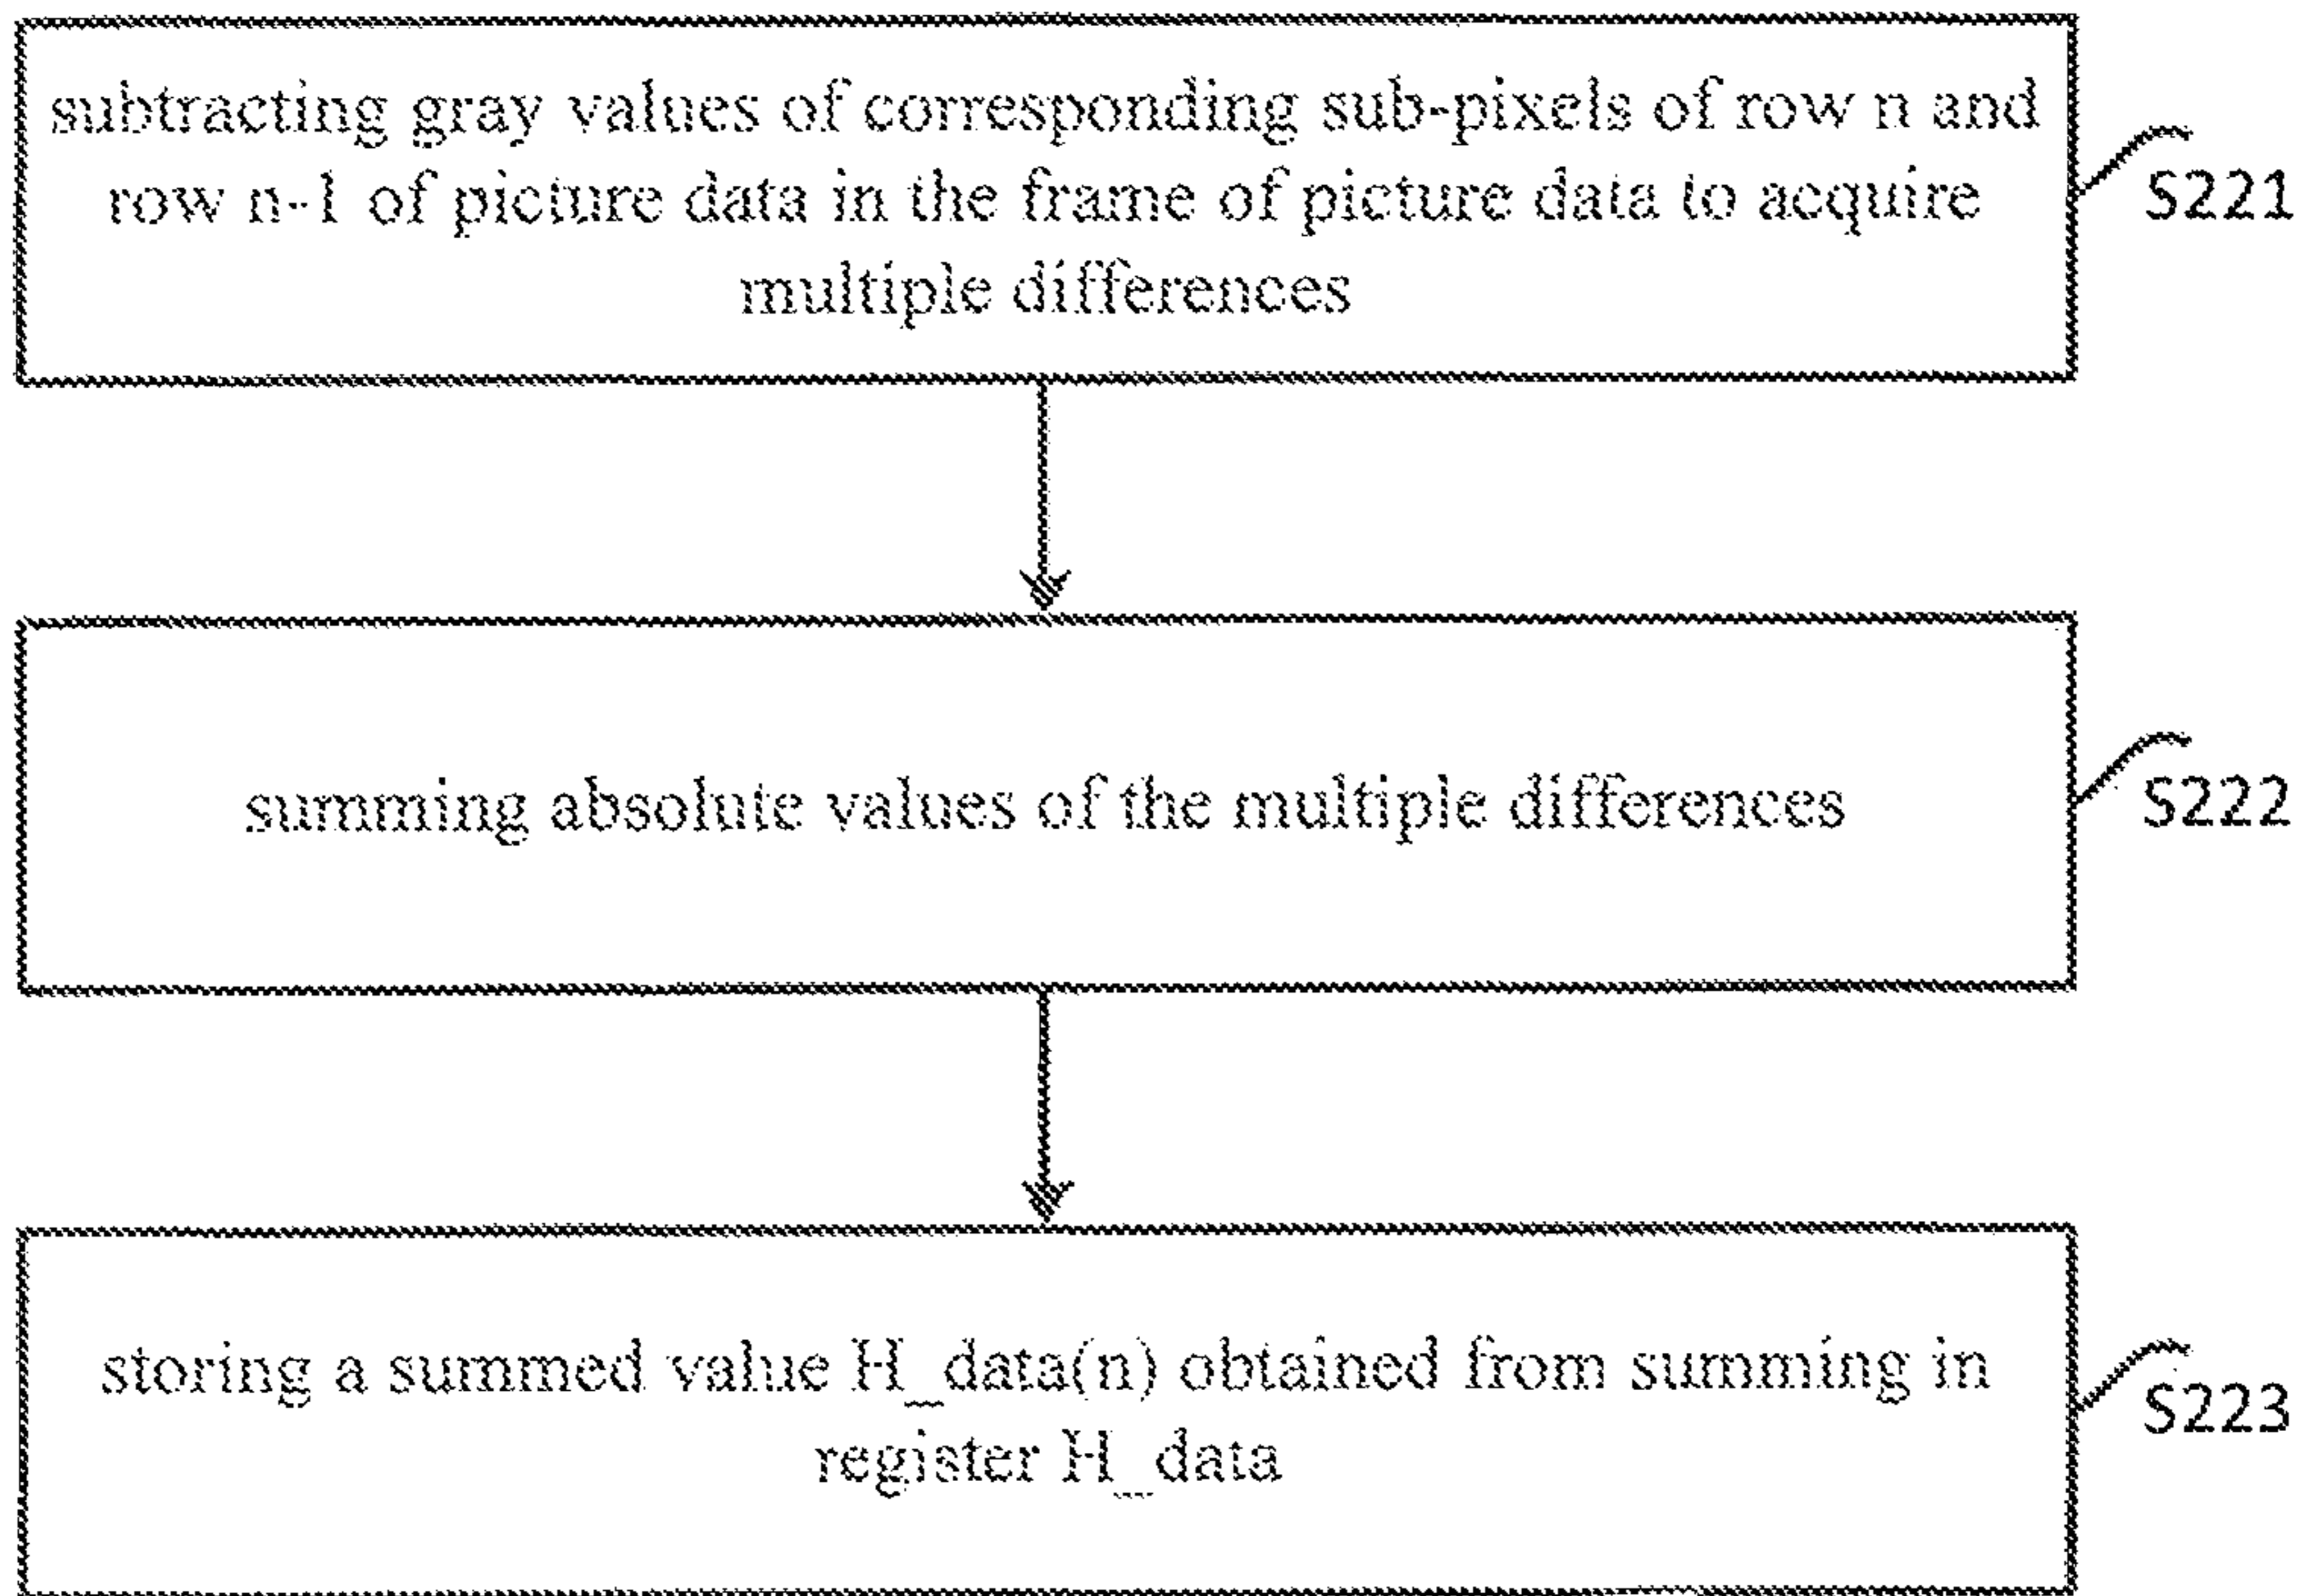 subtracting gray values of corresponding sub-pixels of row n and
row n-1 of picture data in the frame of picture data to acquire
multiple differences
S221
summing absolute values of the multiple differences
S222
storing a summed value H_data(n) obtained from summing in
register H_data
S223